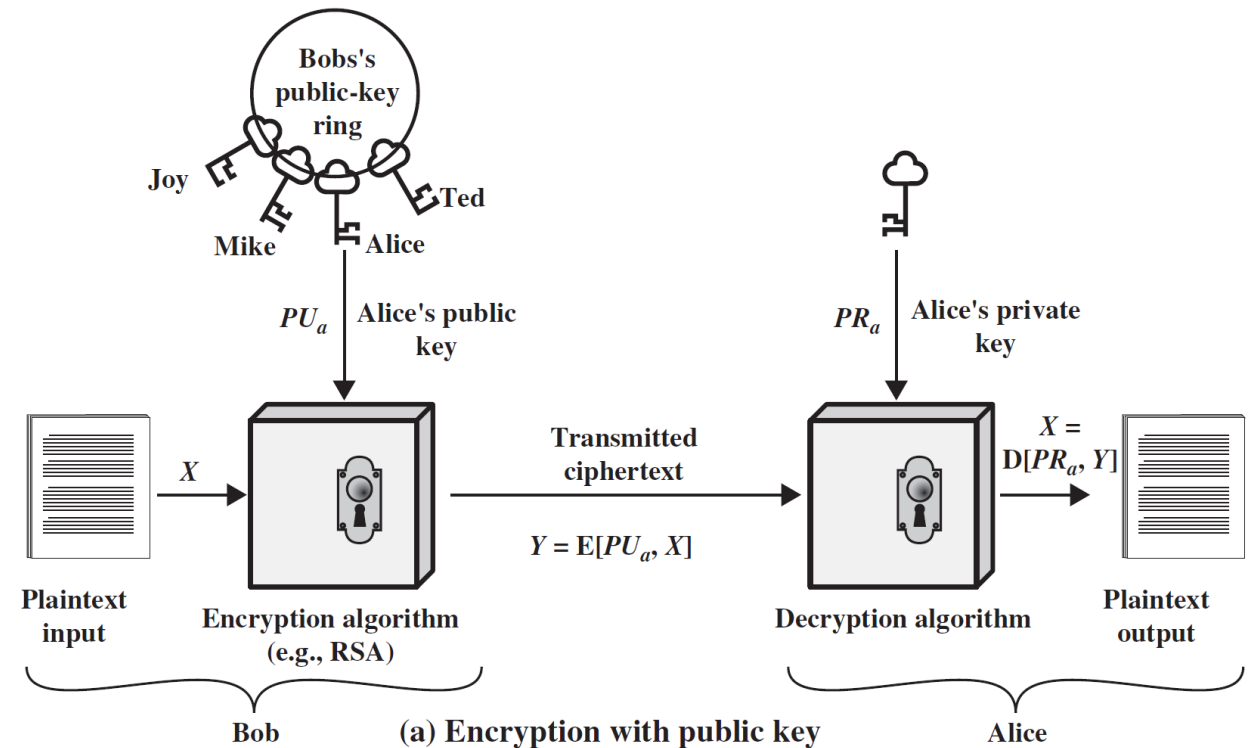 Bobs's
public-key
ring
Joy
Ted
Mike
Alice
PUa
Alice's public
key
PRa
Alice's private
key
X
Transmitted
ciphertext
X =
D[PRa, Y]
Y = E[PUa, X]
Plaintext
input
Encryption algorithm
(e.g., RSA)
Decryption algorithm
Plaintext
output
Bob
(a) Encryption with public key
Alice